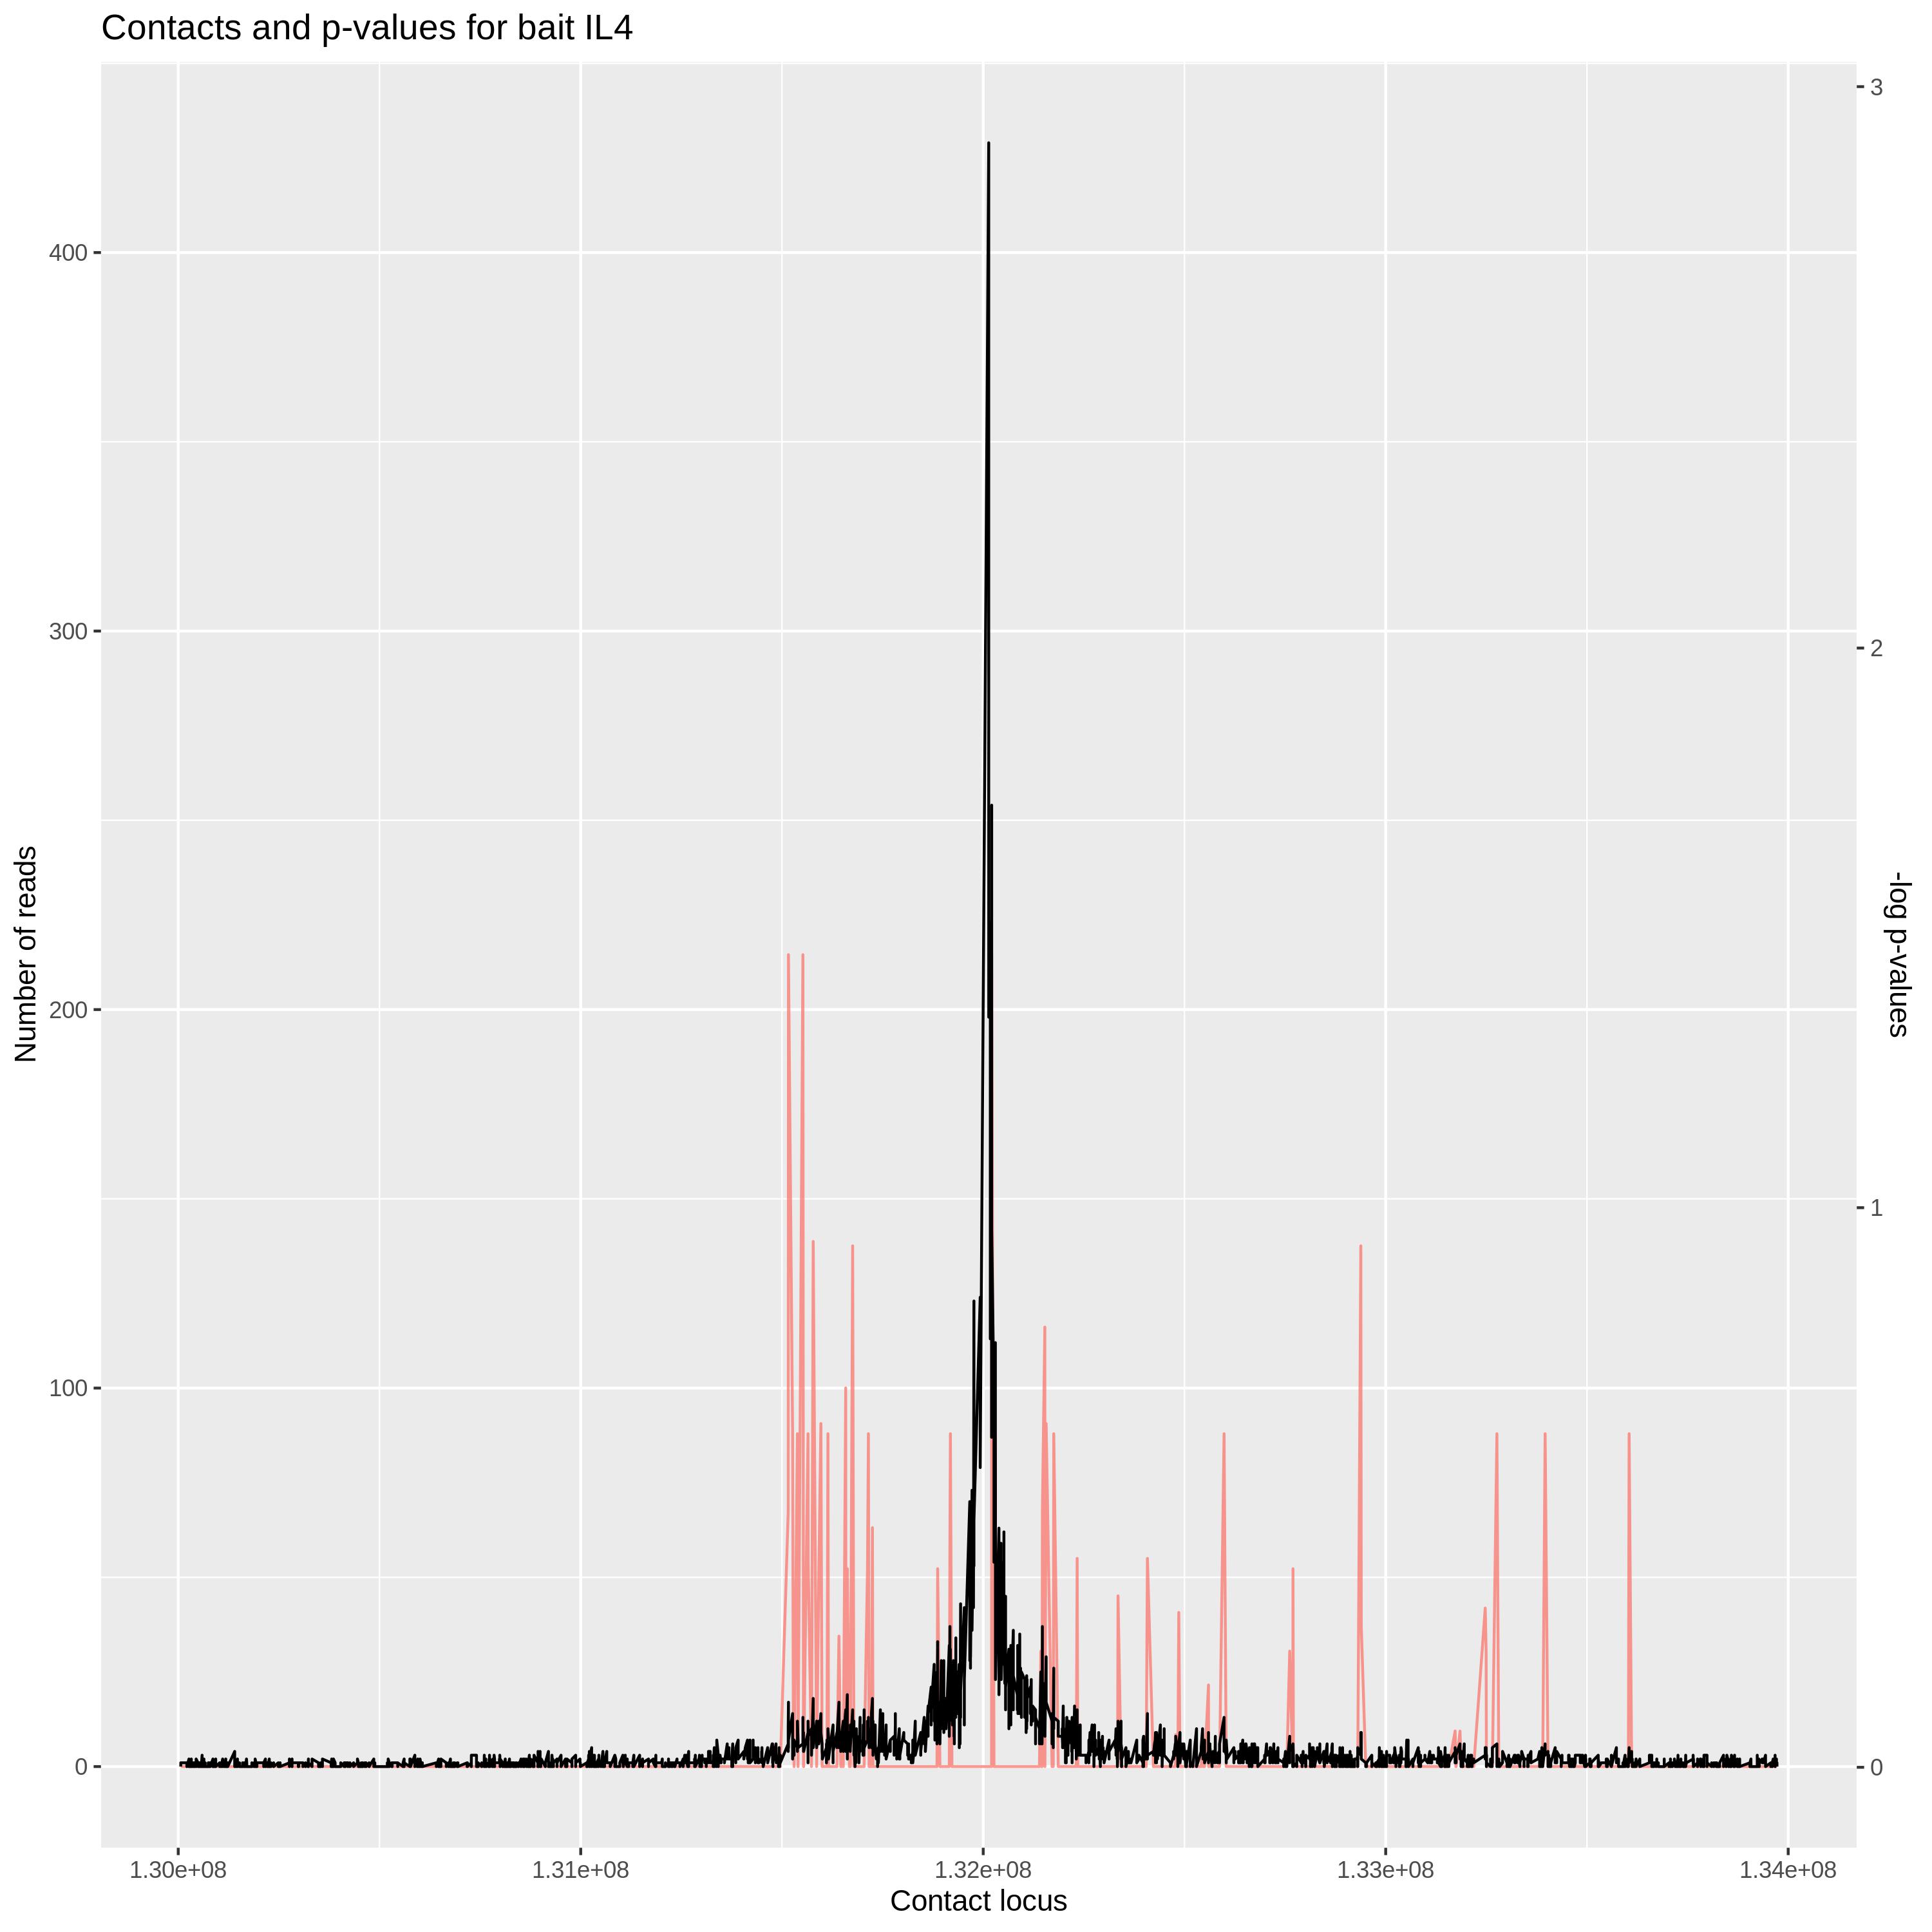 Contacts and p-values for bait IL4
Number of reads
400
300
200
100
0
3
2
1
0
-log p-values
1.30e+08
1.31e+08
1.32e+08
1.33e+08
1.34e+08
Contact locus